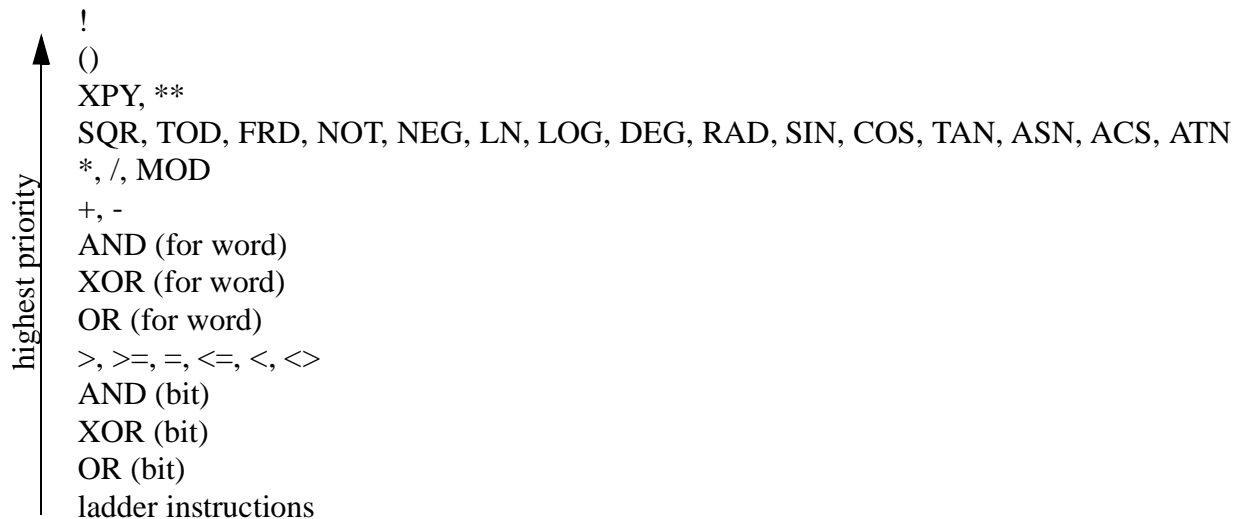 !
()
XPY, **
SQR, TOD, FRD, NOT, NEG, LN, LOG, DEG, RAD, SIN, COS, TAN, ASN, ACS, ATN
*, /, MOD
+, -
AND (for word)
XOR (for word)
OR (for word)
>, >=, =, <=, <, <>
AND (bit)
XOR (bit)
OR (bit)
ladder instructions
highest priority